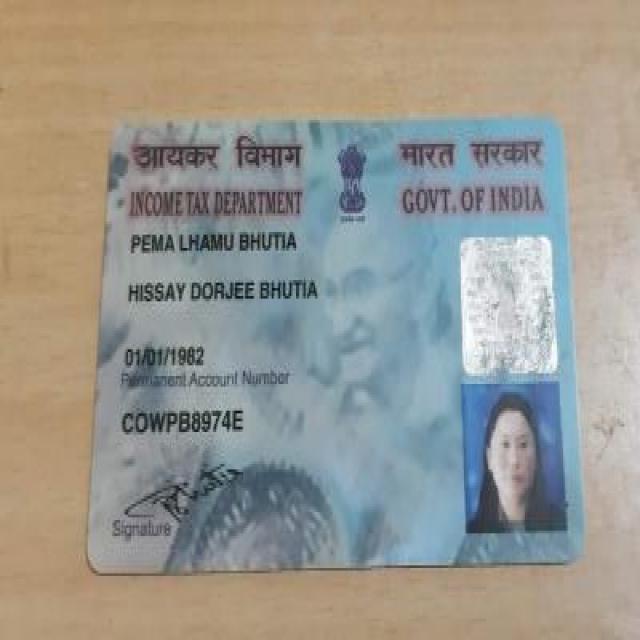 आयकर विभाग
भारत सरकार
INCOME TAX DEPARTMENT
GOVT. OF INDIA
PEMA LHAMU BHUTIA
HISSAY DORJEE BHUTIA
01/01/1982
Permanent Account Number
COWPB8974E
Signature